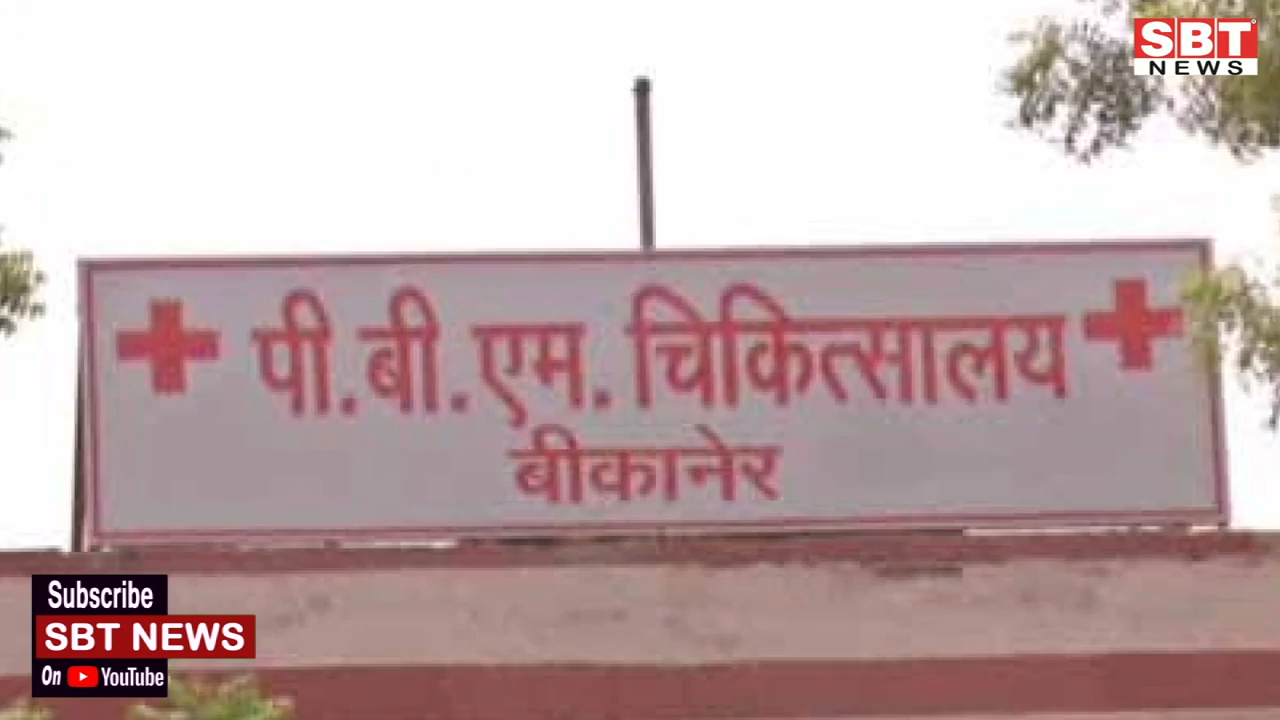 SBT
NEWS
पी.बी.एम. चिकित्सालय
बीकानेर
Subscribe
SBT NEWS
On YouTube